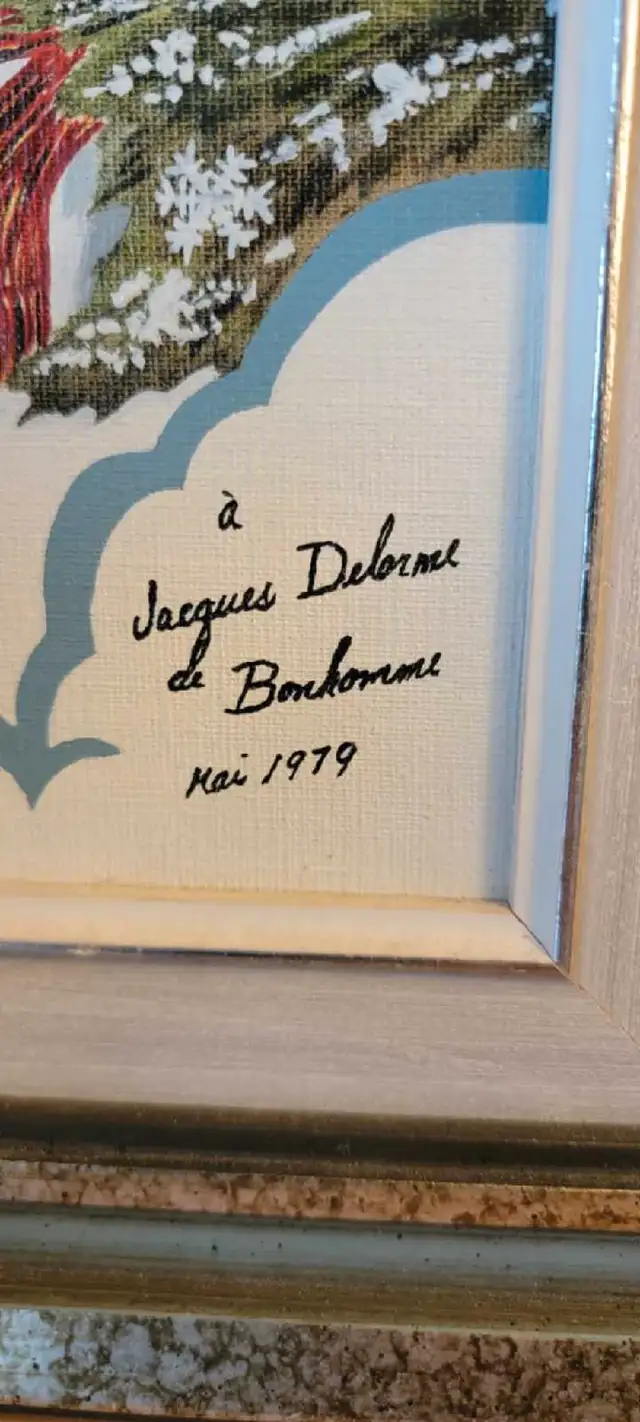 à
Jacques Delorme
de Bonhomme
Mai 1979